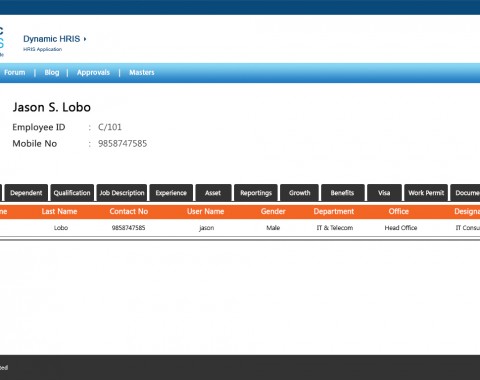 Dynamic HRIS
HRIS Application
Forum | Blog | Approvals | Masters
Jason S. Lobo
Employee ID : C/101
Mobile No : 9858747585
Dependent Qualification Job Description Experience Asset Reportings Growth Benefits Visa Work Permit Docume
me Last Name Contact No User Name Gender Department Office Designa
Lobo 9858747585 jason Male IT & Telecom Head Office IT Consu
ted